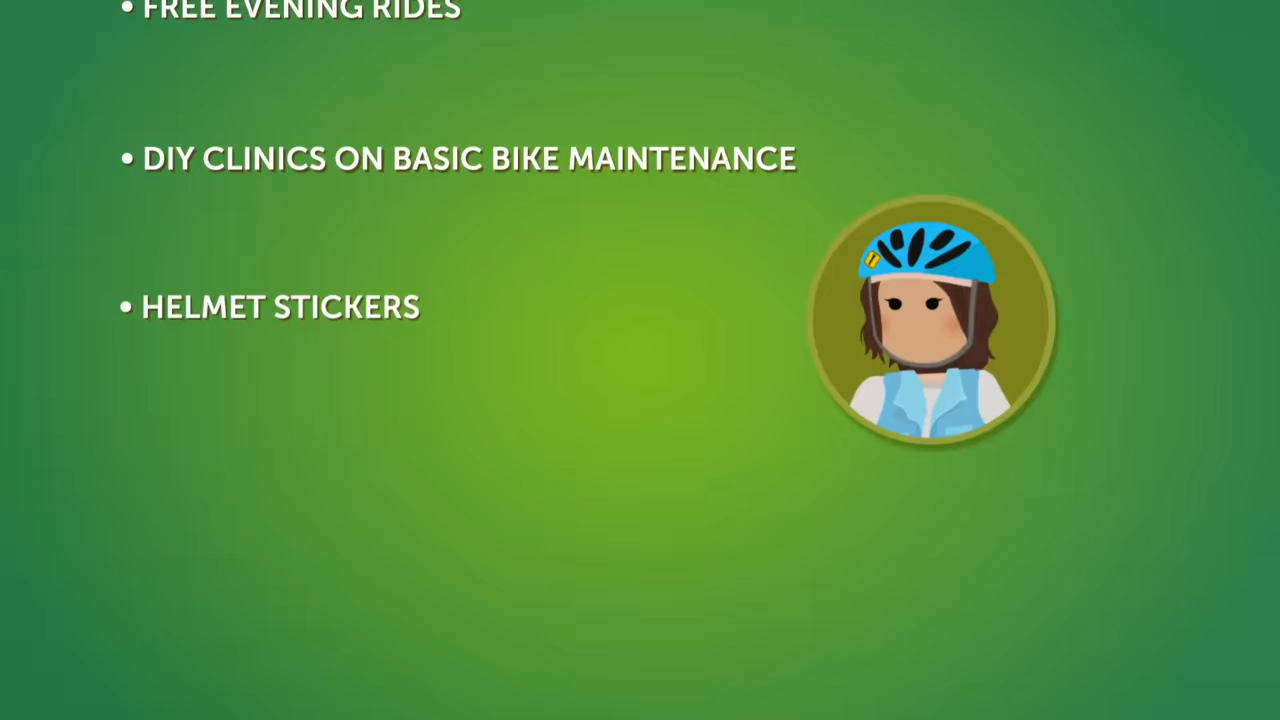 • FREE EVENING RIDES
• DIY CLINICS ON BASIC BIKE MAINTENANCE
• HELMET STICKERS